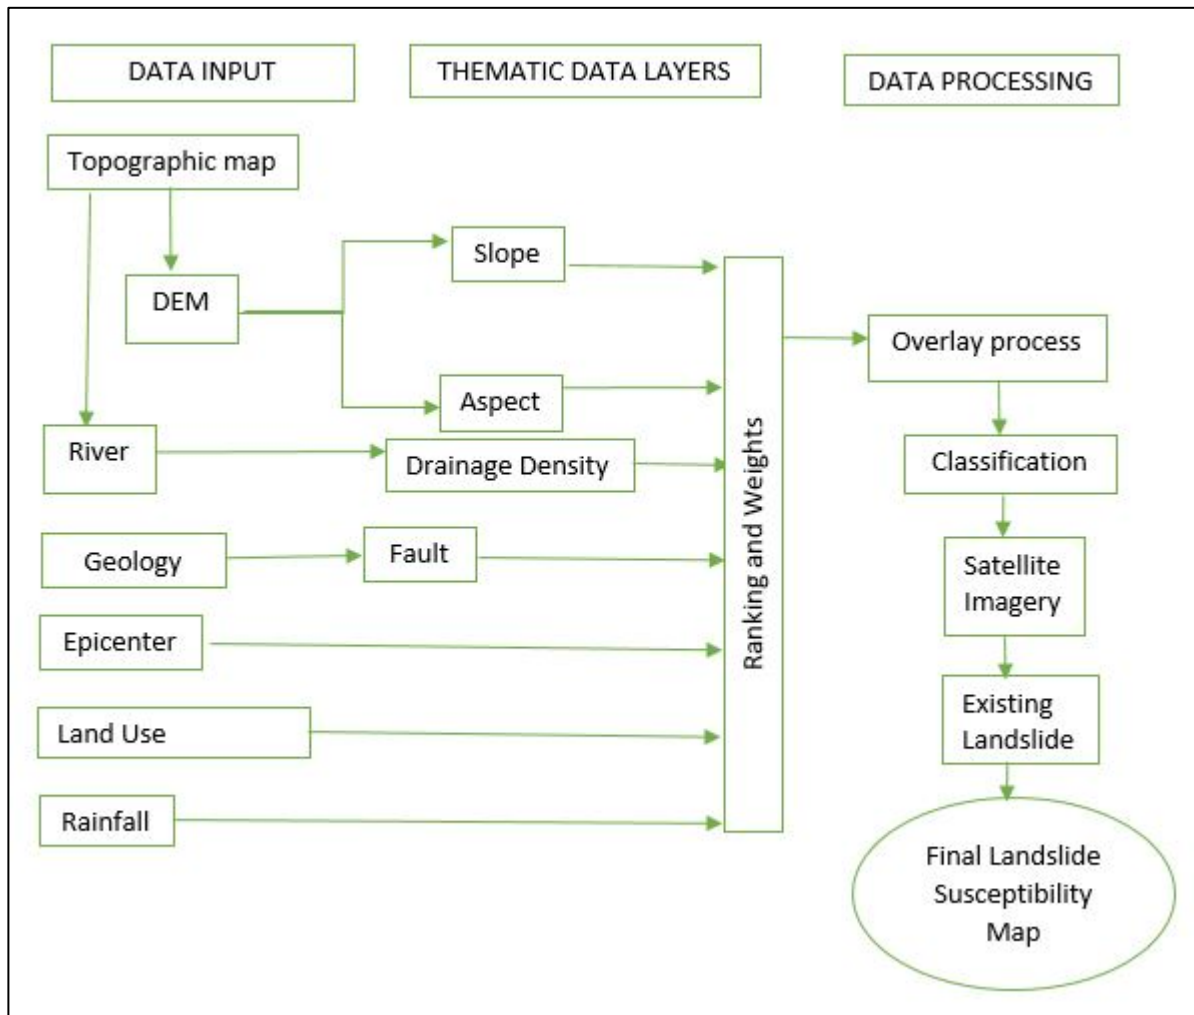 DATA INPUT
THEMATIC DATA LAYERS
DATA PROCESSING
Topographic map
DEM
Slope
Aspect
River
Drainage Density
Geology
Fault
Epicenter
Land Use
Rainfall
Ranking and Weights
Overlay process
Classification
Satellite
Imagery
Existing
Landslide
Final Landslide
Susceptibility
Map